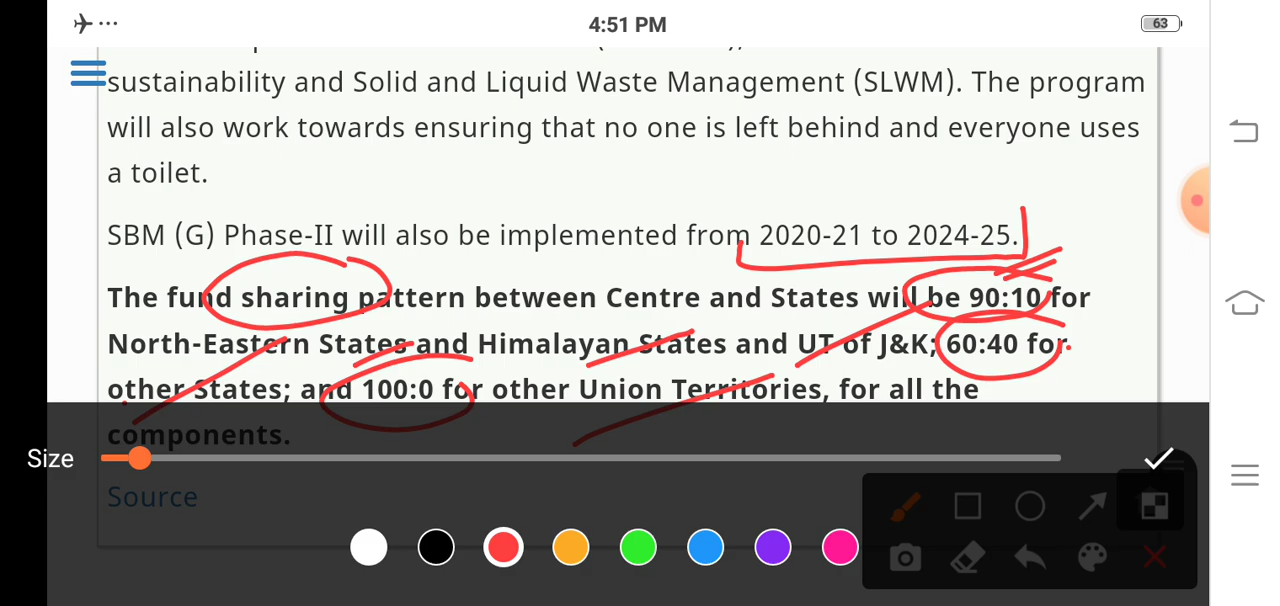 4:51 PM
63
sustainability and Solid and Liquid Waste Management (SLWM). The program
will also work towards ensuring that no one is left behind and everyone uses
a toilet.
SBM (G) Phase-II will also be implemented from 2020-21 to 2024-25.
The fund sharing pattern between Centre and States will be 90:10 for
North-Eastern States and Himalayan States and UT of J&K; 60:40 for
other States; and 100:0 for other Union Territories, for all the
components.
Size
Source